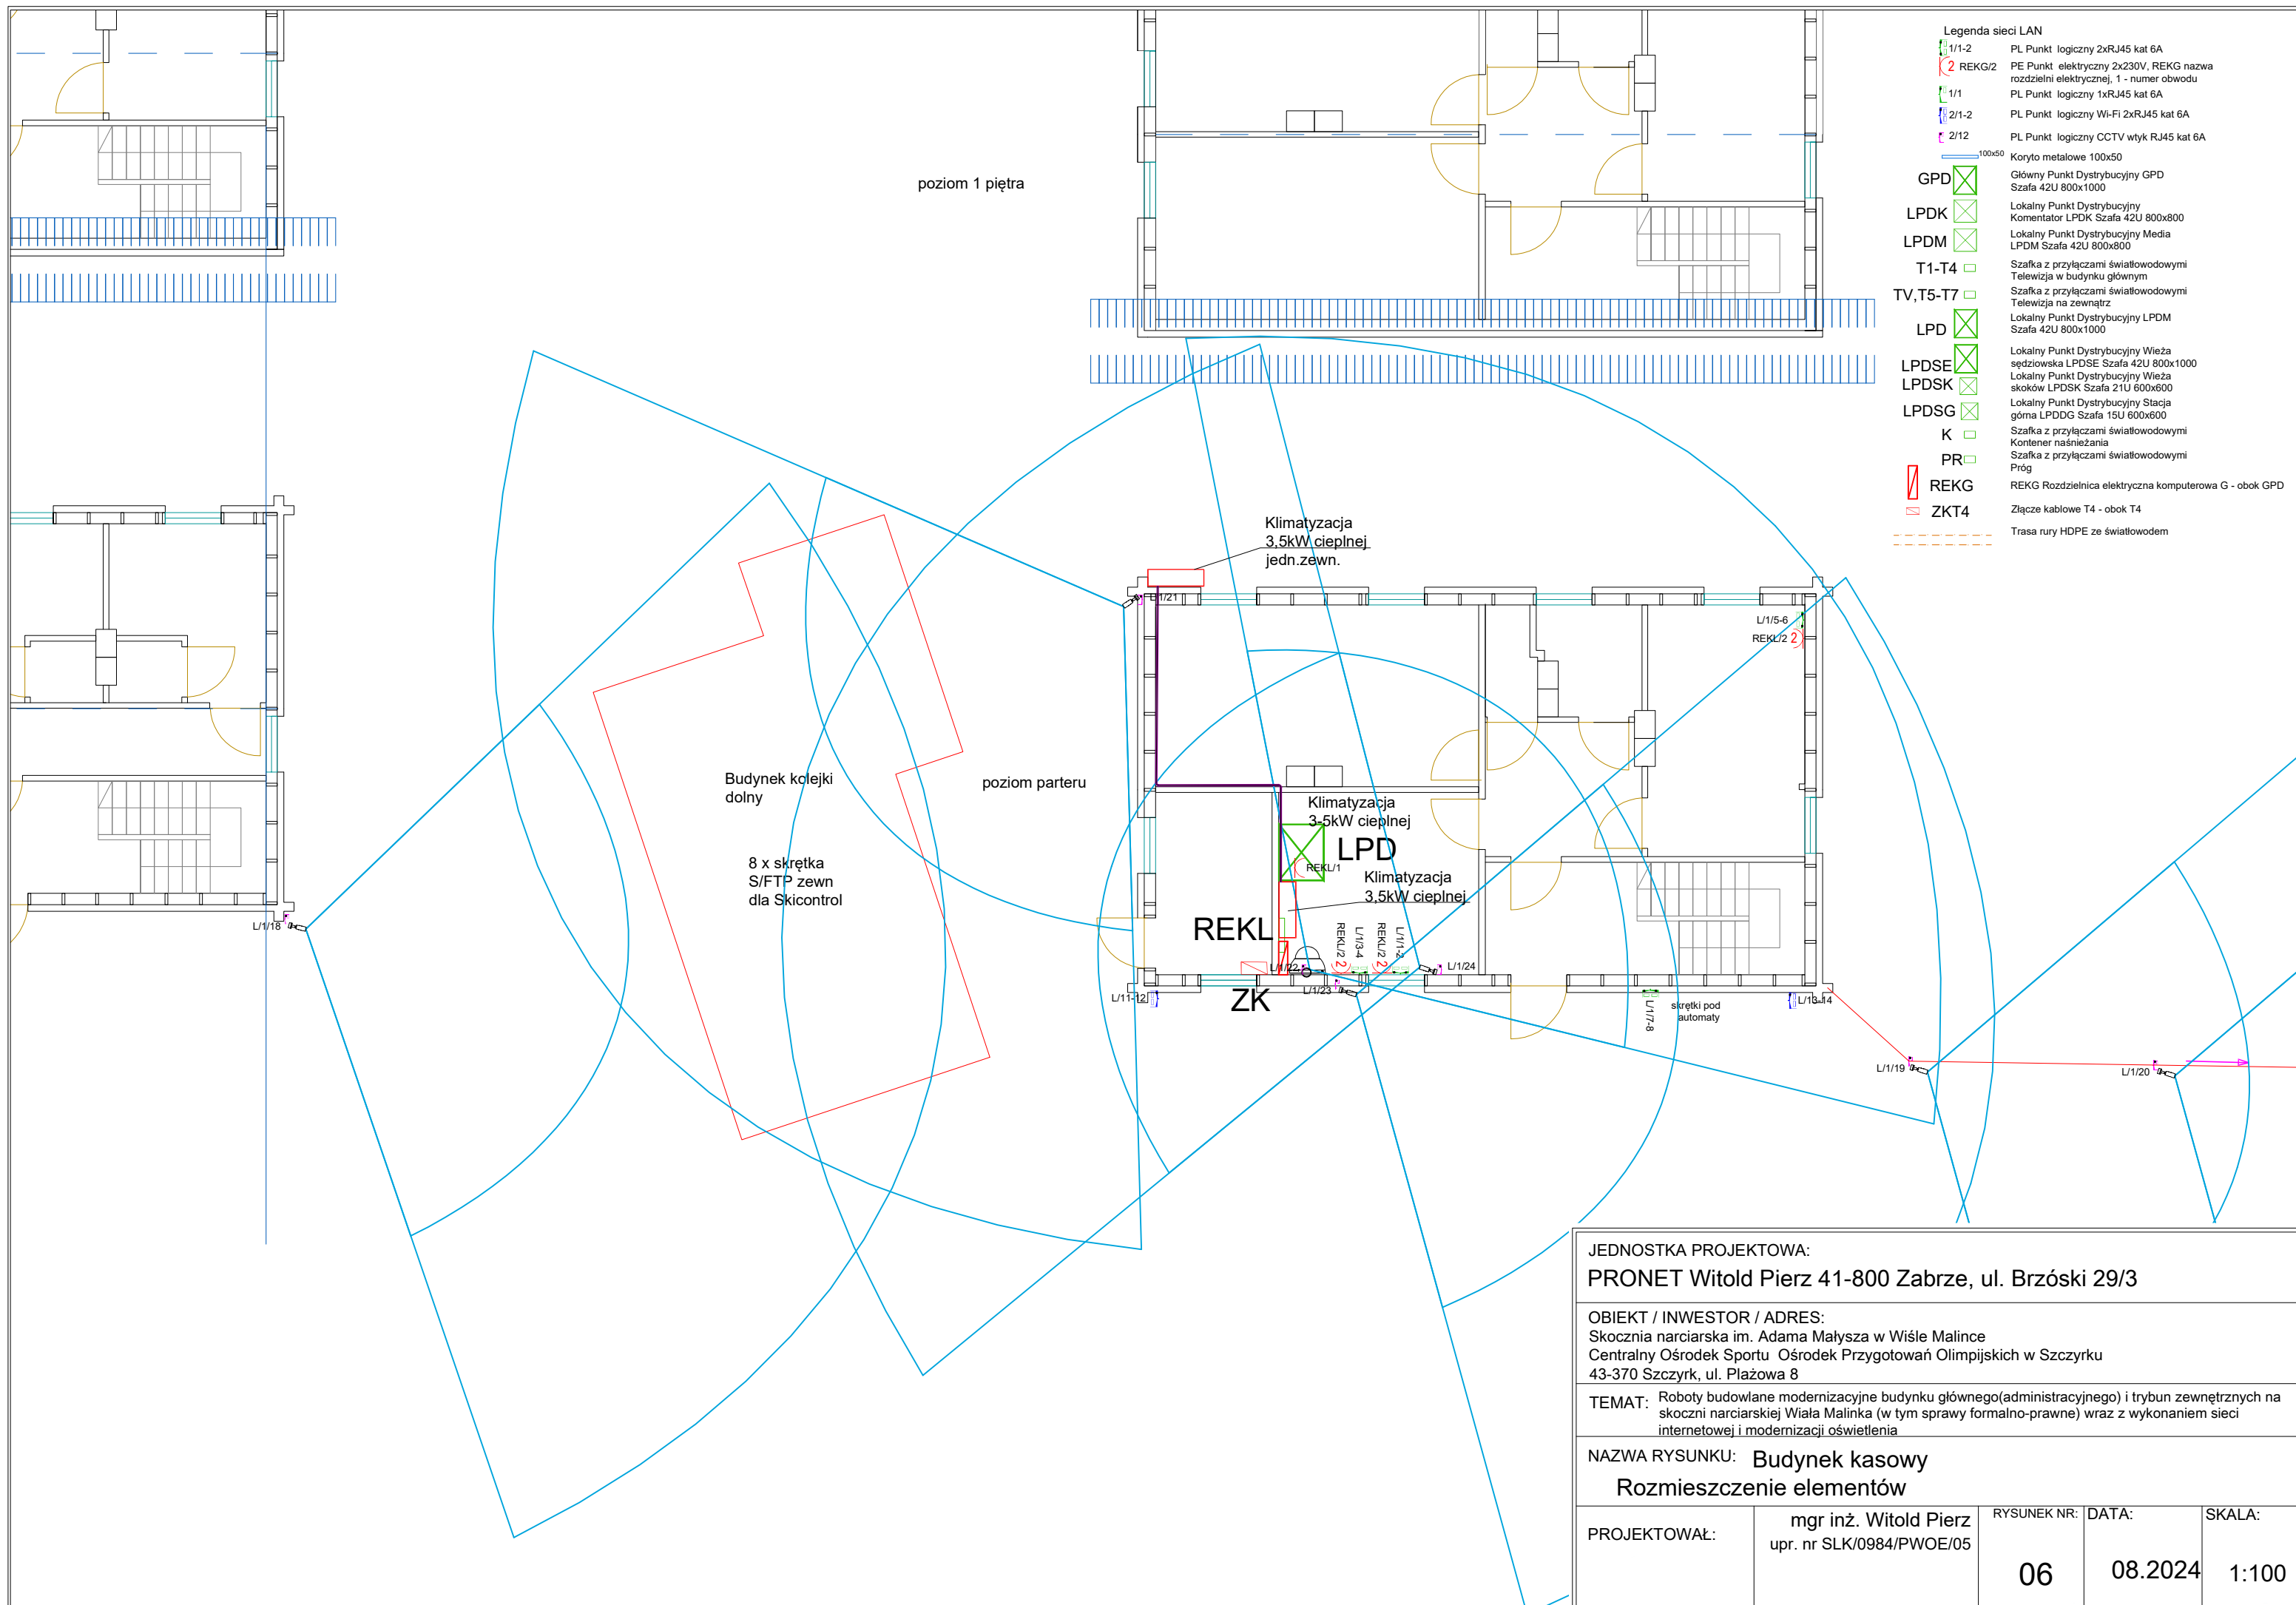 Legenda sieci LAN
1/1-2 PL Punkt logiczny 2xRJ45 kat 6A
2 REKG/2 PE Punkt elektryczny 2x230V, REKG nazwa
rozdzielni elektrycznej, 1 - numer obwodu
1/1 PL Punkt logiczny 1xRJ45 kat 6A
2/1-2 PL Punkt logiczny Wi-Fi 2xRJ45 kat 6A
2/12 PL Punkt logiczny CCTV wtyk RJ45 kat 6A
100x50 Koryto metalowe 100x50
GPD Główny Punkt Dystrybucyjny GPD
Szafa 42U 800x1000
LPDK Lokalny Punkt Dystrybucyjny
Komentator LPDK Szafa 42U 800x800
LPDM Lokalny Punkt Dystrybucyjny Media
LPDM Szafa 42U 800x800
T1-T4 Szafka z przyłączami światłowodowymi
Telewizja w budynku głównym
TV,T5-T7 Szafka z przyłączami światłowodowymi
Telewizja na zewnątrz
LPD Lokalny Punkt Dystrybucyjny LPDM
Szafa 42U 800x1000
LPDSE Lokalny Punkt Dystrybucyjny Wieża
sędziowska LPDSE Szafa 42U 800x1000
LPDSK Lokalny Punkt Dystrybucyjny Wieża
skoków LPDSK Szafa 21U 600x600
LPDSG Lokalny Punkt Dystrybucyjny Stacja
górna LPDDG Szafa 15U 600x600
K Szafka z przyłączami światłowodowymi
Kontener naśnieżania
PR Szafka z przyłączami światłowodowymi
Próg
REKG REKG Rozdzielnica elektryczna komputerowa G - obok GPD
ZKT4 Złącze kablowe T4 - obok T4
Trasa rury HDPE ze światłowodem
poziom 1 piętra
Klimatyzacja
3,5kW cieplnej
jedn.zewn.
L/1/21
L/1/5-6
REKL/2 2
Budynek kolejki
dolny
poziom parteru
Klimatyzacja
3-5kW cieplnej
LPD
REKL/1
8 x skrętka
S/FTP zewn
dla Skicontrol
Klimatyzacja
3,5kW cieplnej
L/1/18
REKL
REKL/2 2
L/1/3-4
REKL/2 2
L/1/1-2
L/1/22
L/1/24
L/1/23
L/11-12
ZK
L/1/7-8
skrętki pod
automaty
L/13-14
L/1/19
L/1/20
JEDNOSTKA PROJEKTOWA:
PRONET Witold Pierz 41-800 Zabrze, ul. Brzóski 29/3
OBIEKT / INWESTOR / ADRES:
Skocznia narciarska im. Adama Małysza w Wiśle Malince
Centralny Ośrodek Sportu Ośrodek Przygotowań Olimpijskich w Szczyrku
43-370 Szczyrk, ul. Plażowa 8
TEMAT: Roboty budowlane modernizacyjne budynku głównego(administracyjnego) i trybun zewnętrznych na
skoczni narciarskiej Wiała Malinka (w tym sprawy formalno-prawne) wraz z wykonaniem sieci
internetowej i modernizacji oświetlenia
NAZWA RYSUNKU: Budynek kasowy
Rozmieszczenie elementów
PROJEKTOWAŁ: mgr inż. Witold Pierz
upr. nr SLK/0984/PWOE/05
RYSUNEK NR: 06
DATA: 08.2024
SKALA: 1:100